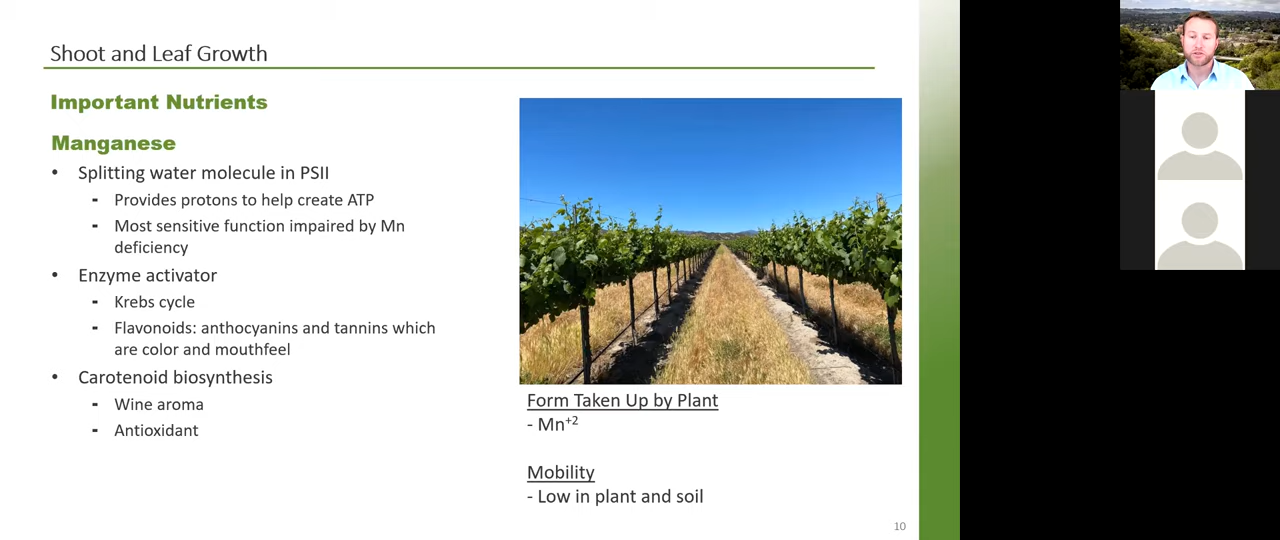 Shoot and Leaf Growth
Important Nutrients
Manganese
• Splitting water molecule in PSII
- Provides protons to help create ATP
- Most sensitive function impaired by Mn
deficiency
• Enzyme activator
- Krebs cycle
- Flavonoids: anthocyanins and tannins which
are color and mouthfeel
• Carotenoid biosynthesis
- Wine aroma
- Antioxidant
Form Taken Up by Plant
- Mn+2
Mobility
- Low in plant and soil
10